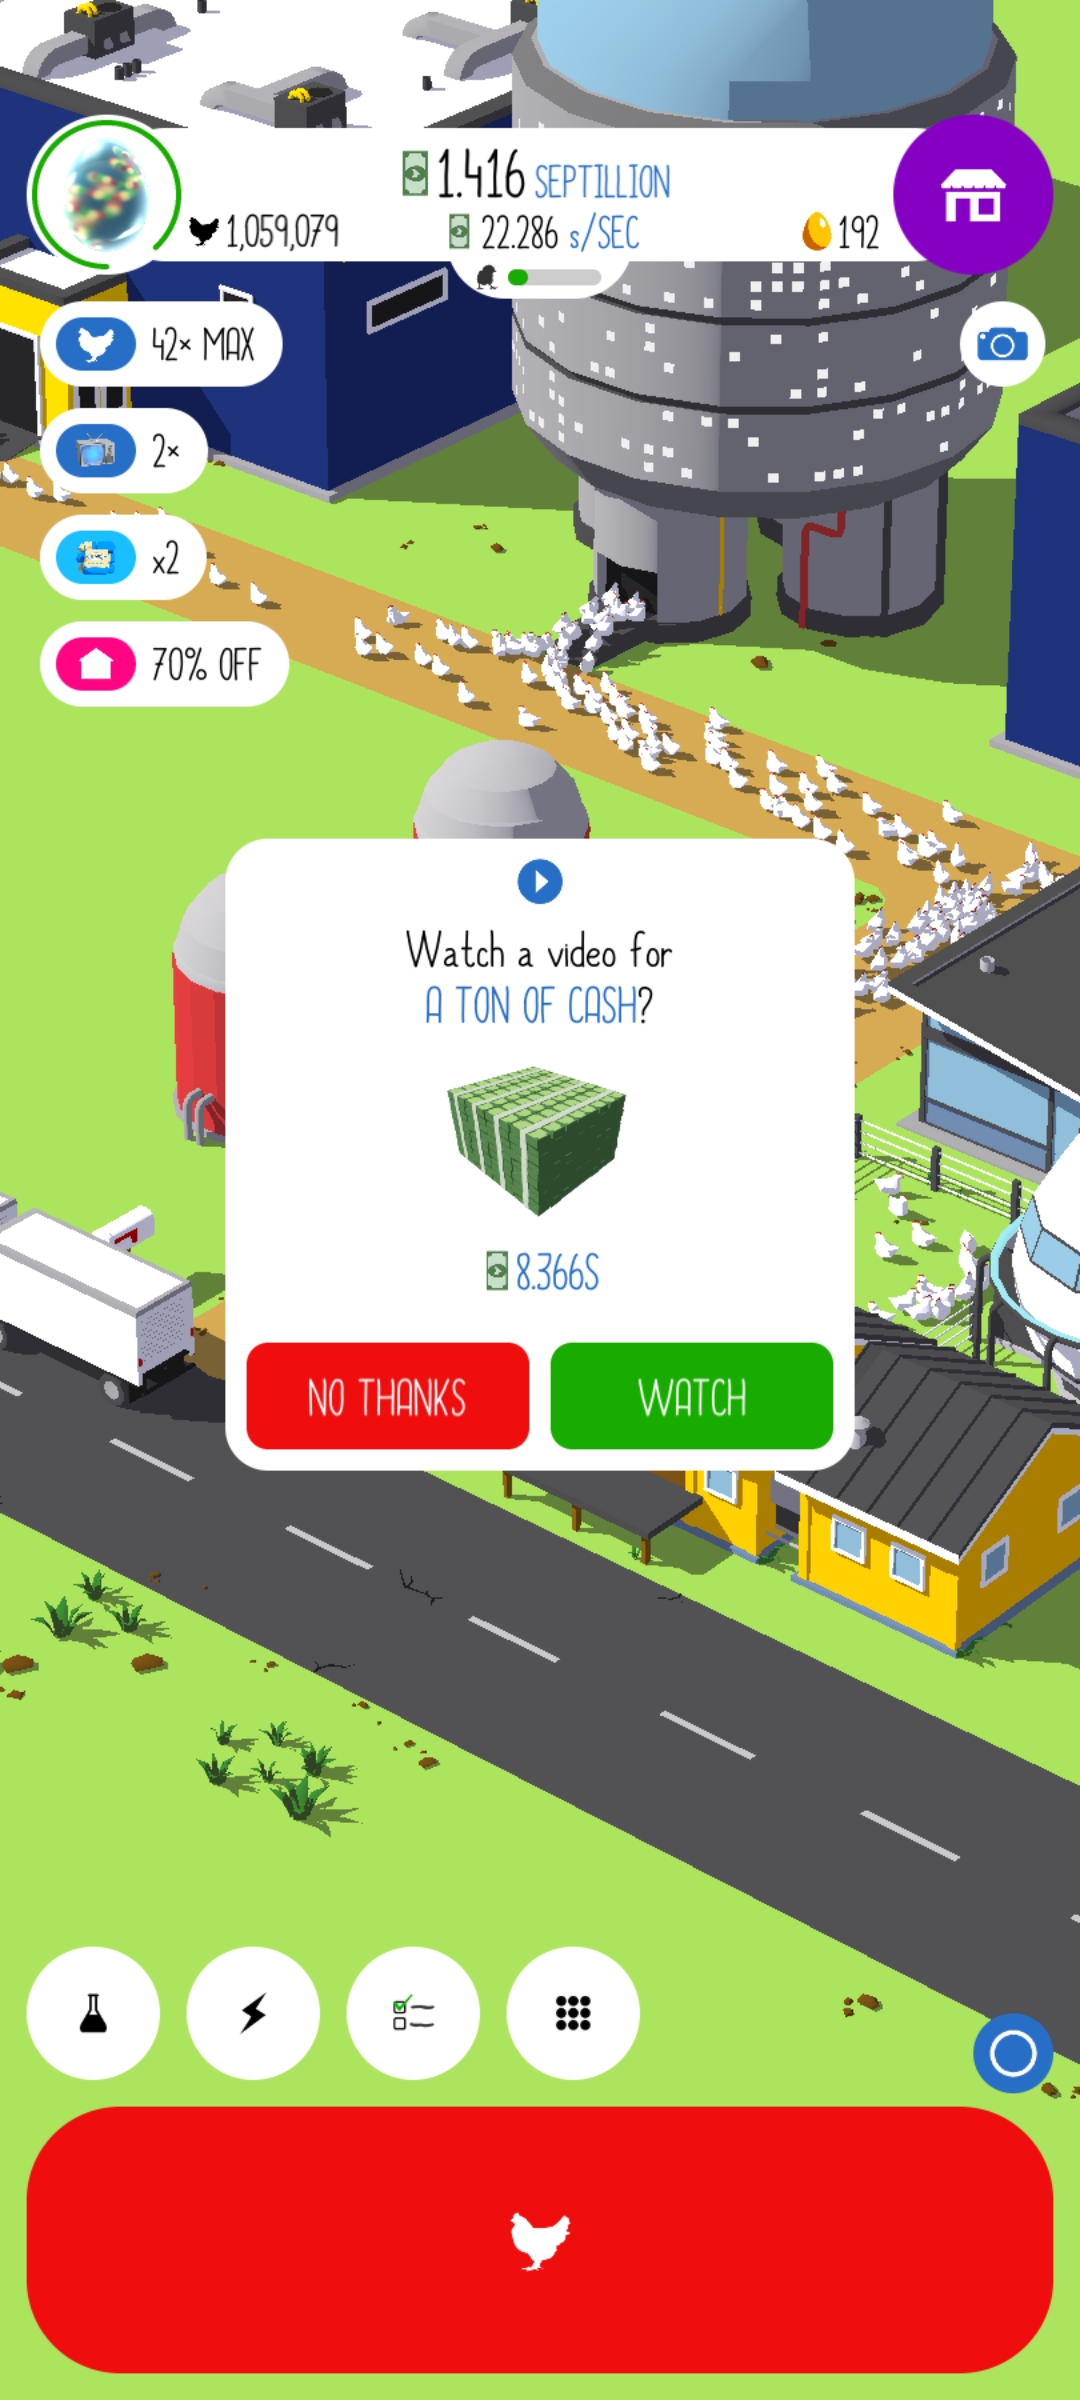 1.416 SEPTILLION
1,059,079
22.286 s/SEC
192
42× MAX
2×
x2
70% OFF
Watch a video for
A TON OF CASH?
8.366S
NO THANKS
WATCH